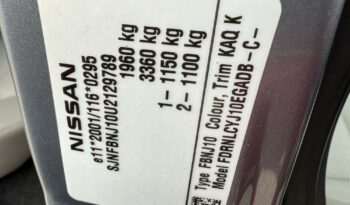 NISSAN
e11*2001/116*0295
SJNFBNJ10U2129789
1960 kg
3360 kg
1- 1150 kg
2- 1100 kg
Type FBNJ10 Colour, Trim KAQ K
Model FDRNLCYJ10EGADB-C-